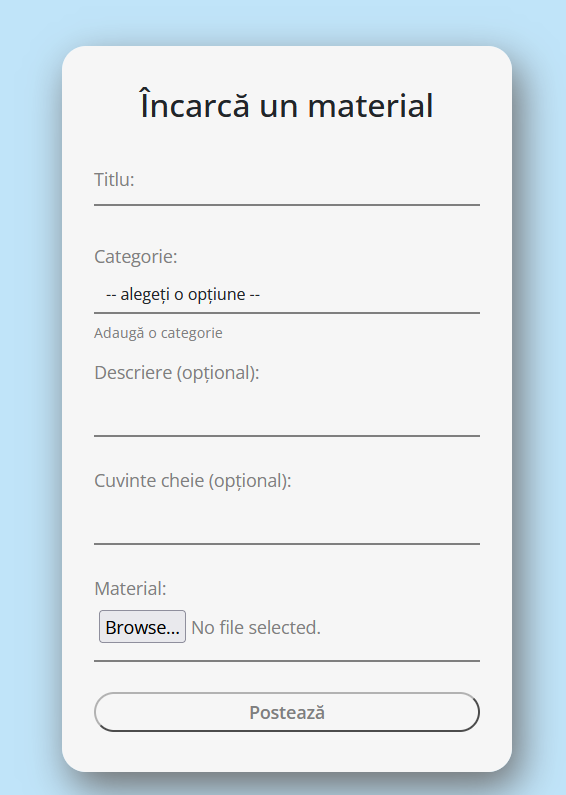 Încarcă un material
Titlu:
Categorie:
-- alegeți o opțiune --
Adaugă o categorie
Descriere (opțional):
Cuvinte cheie (opțional):
Material:
Browse... No file selected.
Postează